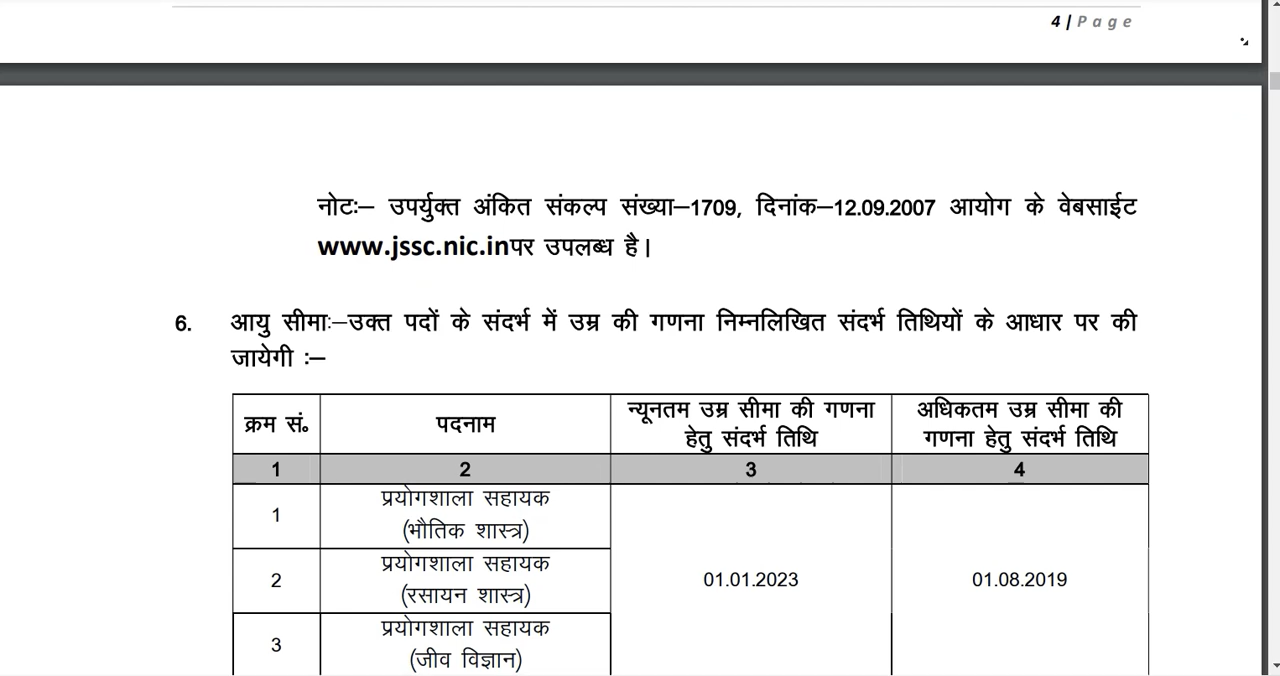 4 | Page
नोटः– उपर्युक्त अंकित संकल्प संख्या–1709, दिनांक–12.09.2007 आयोग के वेबसाईट
www.jssc.nic.inपर उपलब्ध है।
6. आयु सीमाः–उक्त पदों के संदर्भ में उम्र की गणना निम्नलिखित संदर्भ तिथियों के आधार पर की
जायेगी :–
क्रम सं० पदनाम न्यूनतम उम्र सीमा की गणना हेतु संदर्भ तिथि अधिकतम उम्र सीमा की गणना हेतु संदर्भ तिथि
1 2 3 4
1 प्रयोगशाला सहायक
(भौतिक शास्त्र)
2 प्रयोगशाला सहायक
(रसायन शास्त्र)
01.01.2023 01.08.2019
3 प्रयोगशाला सहायक
(जीव विज्ञान)